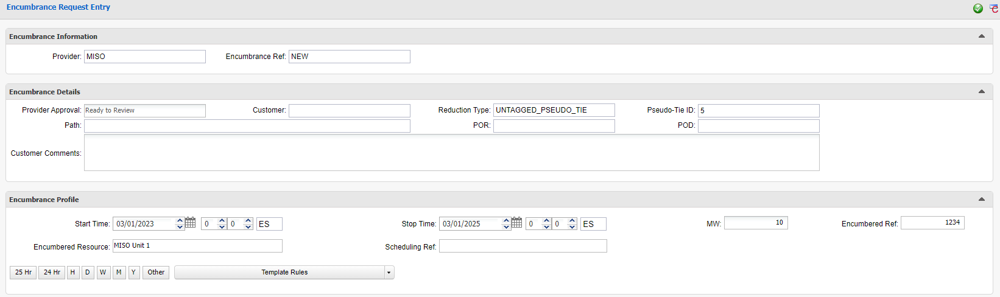 Encumbrance Request Entry
Encumbrance Information
Provider: MISO Encumbrance Ref: NEW
Encumbrance Details
Provider Approval: Ready to Review Customer: Reduction Type: UNTAGGED_PSEUDO_TIE Pseudo-Tie ID: 5
Path: POR: POD:
Customer Comments:
Encumbrance Profile
Start Time: 03/01/2023 0 0 ES Stop Time: 03/01/2025 0 0 ES MW: 10 Encumbered Ref: 1234
Encumbered Resource: MISO Unit 1 Scheduling Ref:
25 Hr 24 Hr H D W M Y Other Template Rules